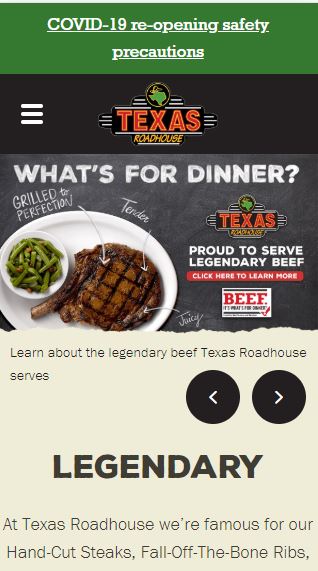 COVID-19 re-opening safety
precautions
TEXAS
ROADHOUSE
WHAT'S FOR DINNER?
GRILLED to
PERFECTION
Tender
TEXAS
ROADHOUSE
PROUD TO SERVE
LEGENDARY BEEF
CLICK HERE TO LEARN MORE
BEEF.
IT'S WHAT'S FOR DINNER.
Juicy
Learn about the legendary beef Texas Roadhouse
serves
LEGENDARY
At Texas Roadhouse we're famous for our
Hand-Cut Steaks, Fall-Off-The-Bone Ribs,